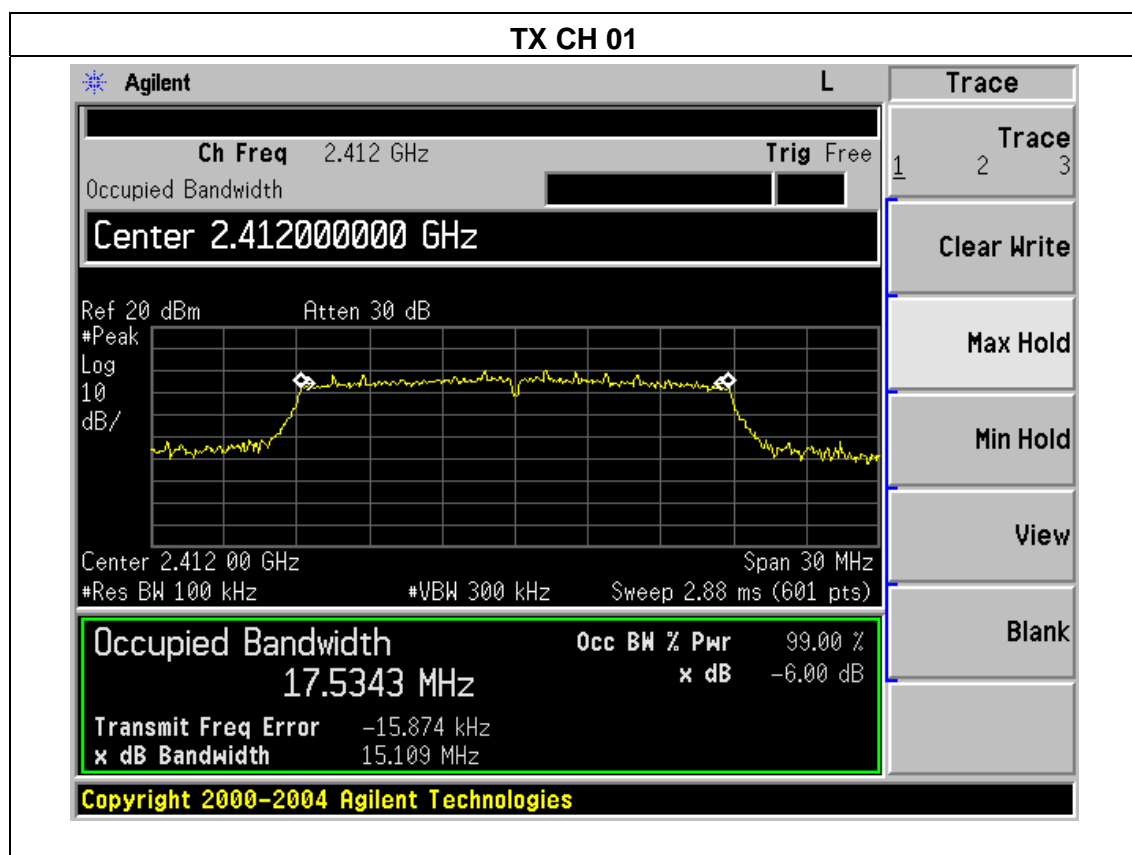 TX CH 01
Agilent L Trace
Ch Freq 2.412 GHz Trig Free
Occupied Bandwidth
Center 2.412000000 GHz
Ref 20 dBm Atten 30 dB
#Peak
Log
10
dB/
Center 2.412 00 GHz Span 30 MHz
#Res BW 100 kHz #VBW 300 kHz Sweep 2.88 ms (601 pts)
Occupied Bandwidth Occ BW % Pwr 99.00 %
17.5343 MHz x dB -6.00 dB
Transmit Freq Error -15.874 kHz
x dB Bandwidth 15.109 MHz
Copyright 2000-2004 Agilent Technologies
Trace
1 2 3
Clear Write
Max Hold
Min Hold
View
Blank